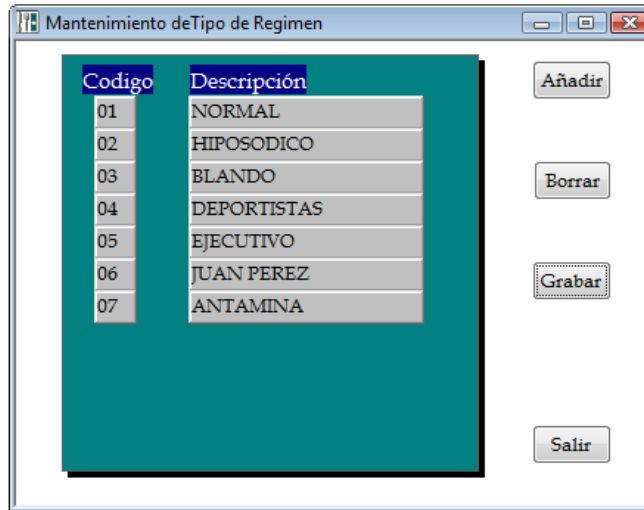 Mantenimiento deTipo de Regimen
Codigo Descripción
01 NORMAL
02 HIPOSODICO
03 BLANDO
04 DEPORTISTAS
05 EJECUTIVO
06 JUAN PEREZ
07 ANTAMINA
Añadir
Borrar
Grabar
Salir